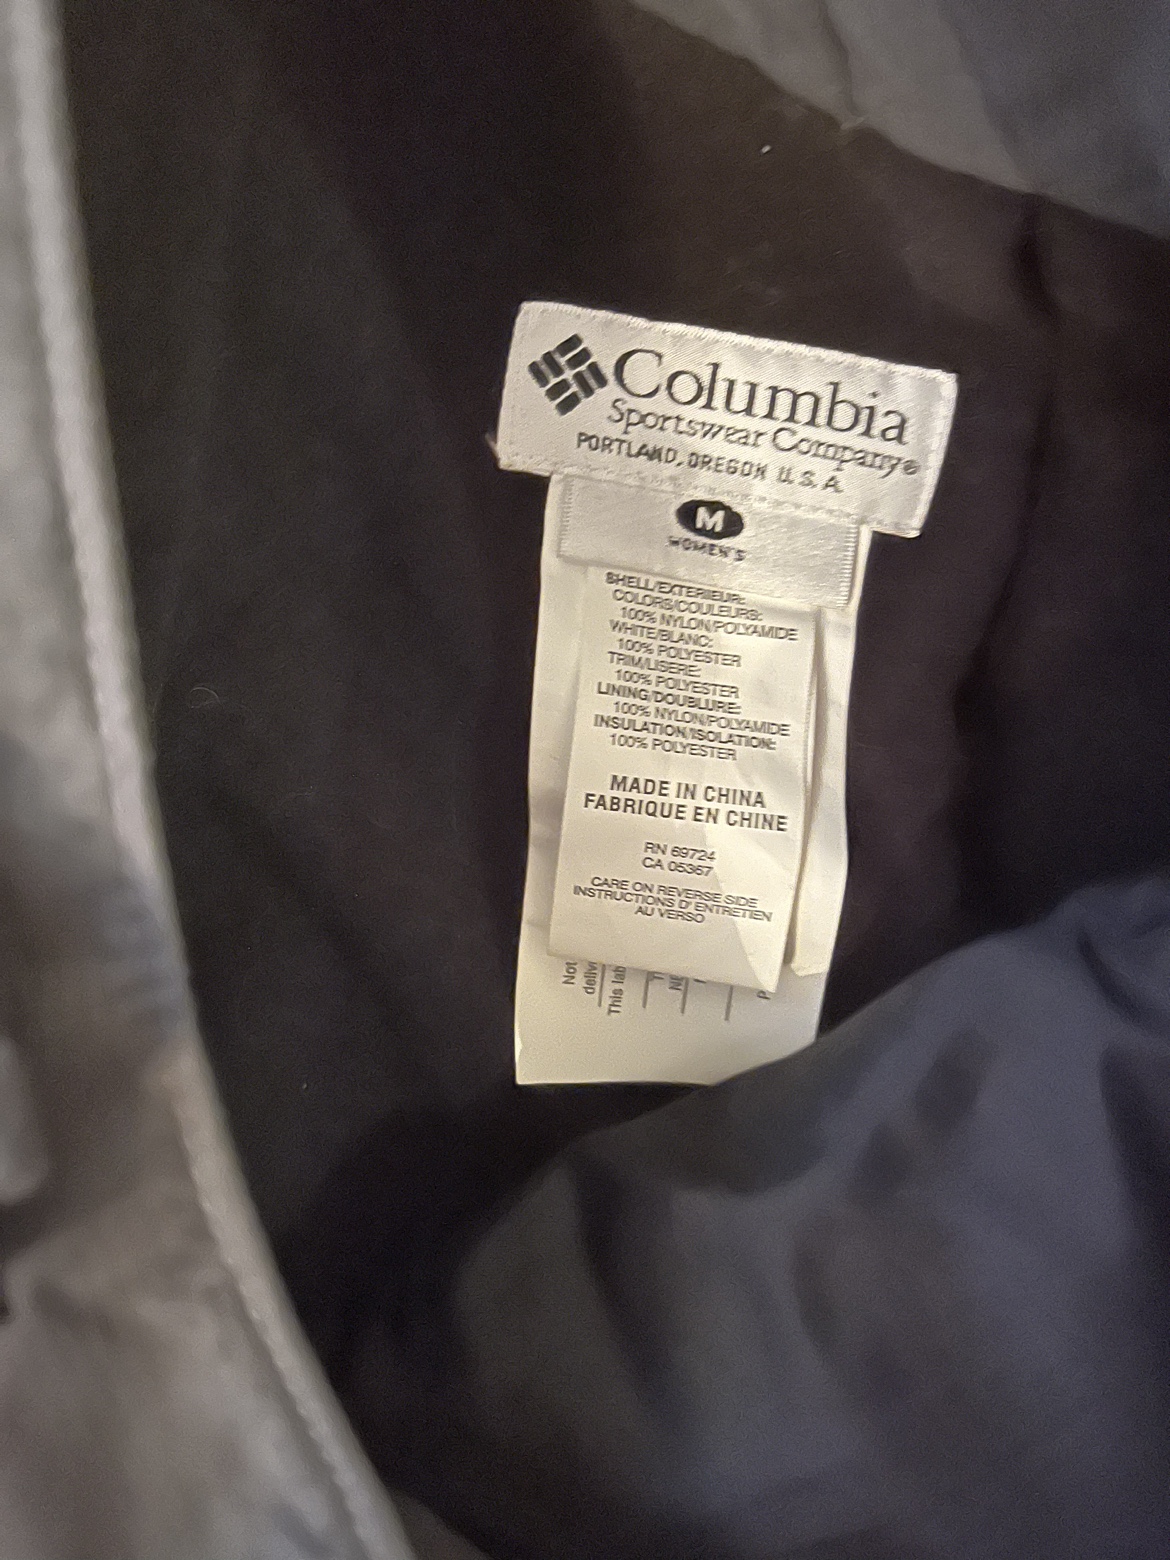 Columbia
Sportswear Company®
PORTLAND, OREGON U.S.A.
M
WOMEN'S
SHELL/EXTERIEUR:
COLORS/COULEURS:
100% NYLON/POLYAMIDE
WHITE/BLANC:
100% POLYESTER
TRIM/LISERE:
100% POLYESTER
LINING/DOUBLURE:
100% NYLON/POLYAMIDE
INSULATION/ISOLATION:
100% POLYESTER
MADE IN CHINA
FABRIQUE EN CHINE
RN 69724
CA 05367
CARE ON REVERSE SIDE
INSTRUCTIONS D' ENTRETIEN
AU VERSO
Not
This